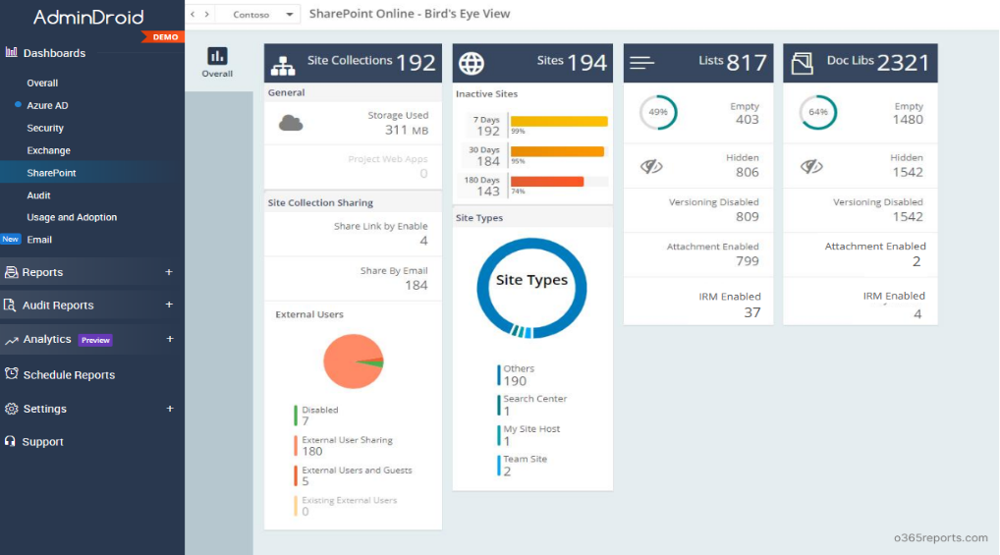 AdminDroid
DEMO
Dashboards
Overall
Azure AD
Security
Exchange
SharePoint
Audit
Usage and Adoption
New Email
Reports +
Audit Reports +
Analytics Preview +
Schedule Reports
Settings +
Support
< > Contoso SharePoint Online - Bird's Eye View
Overall
Site Collections 192
General
Storage Used
311 MB
Project Web Apps
0
Site Collection Sharing
Share Link by Enable
4
Share By Email
184
External Users
Disabled
7
External User Sharing
180
External Users and Guests
5
Existing External Users
0
Sites 194
Inactive Sites
7 Days
192
99%
30 Days
184
95%
180 Days
143
74%
Site Types
Site Types
Others
190
Search Center
1
My Site Host
1
Team Site
2
Lists 817
49%
Empty
403
Hidden
806
Versioning Disabled
809
Attachment Enabled
799
IRM Enabled
37
Doc Libs 2321
64%
Empty
1480
Hidden
1542
Versioning Disabled
1542
Attachment Enabled
2
IRM Enabled
4
o365reports.com